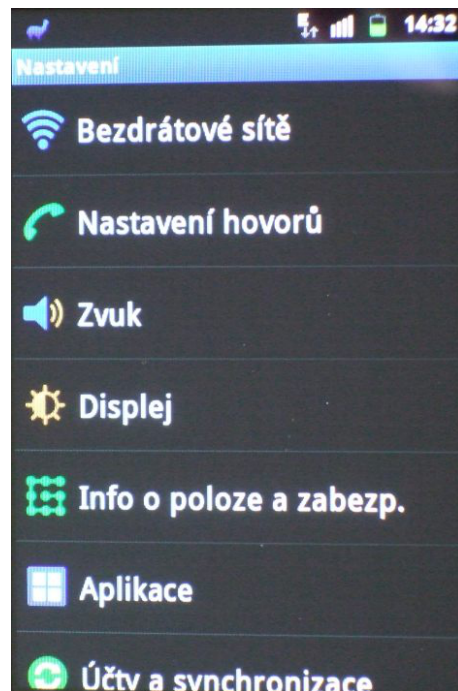 14:32
Nastavení
Bezdrátové sítě
Nastavení hovorů
Zvuk
Displej
Info o poloze a zabezp.
Aplikace
Účty a synchronizace